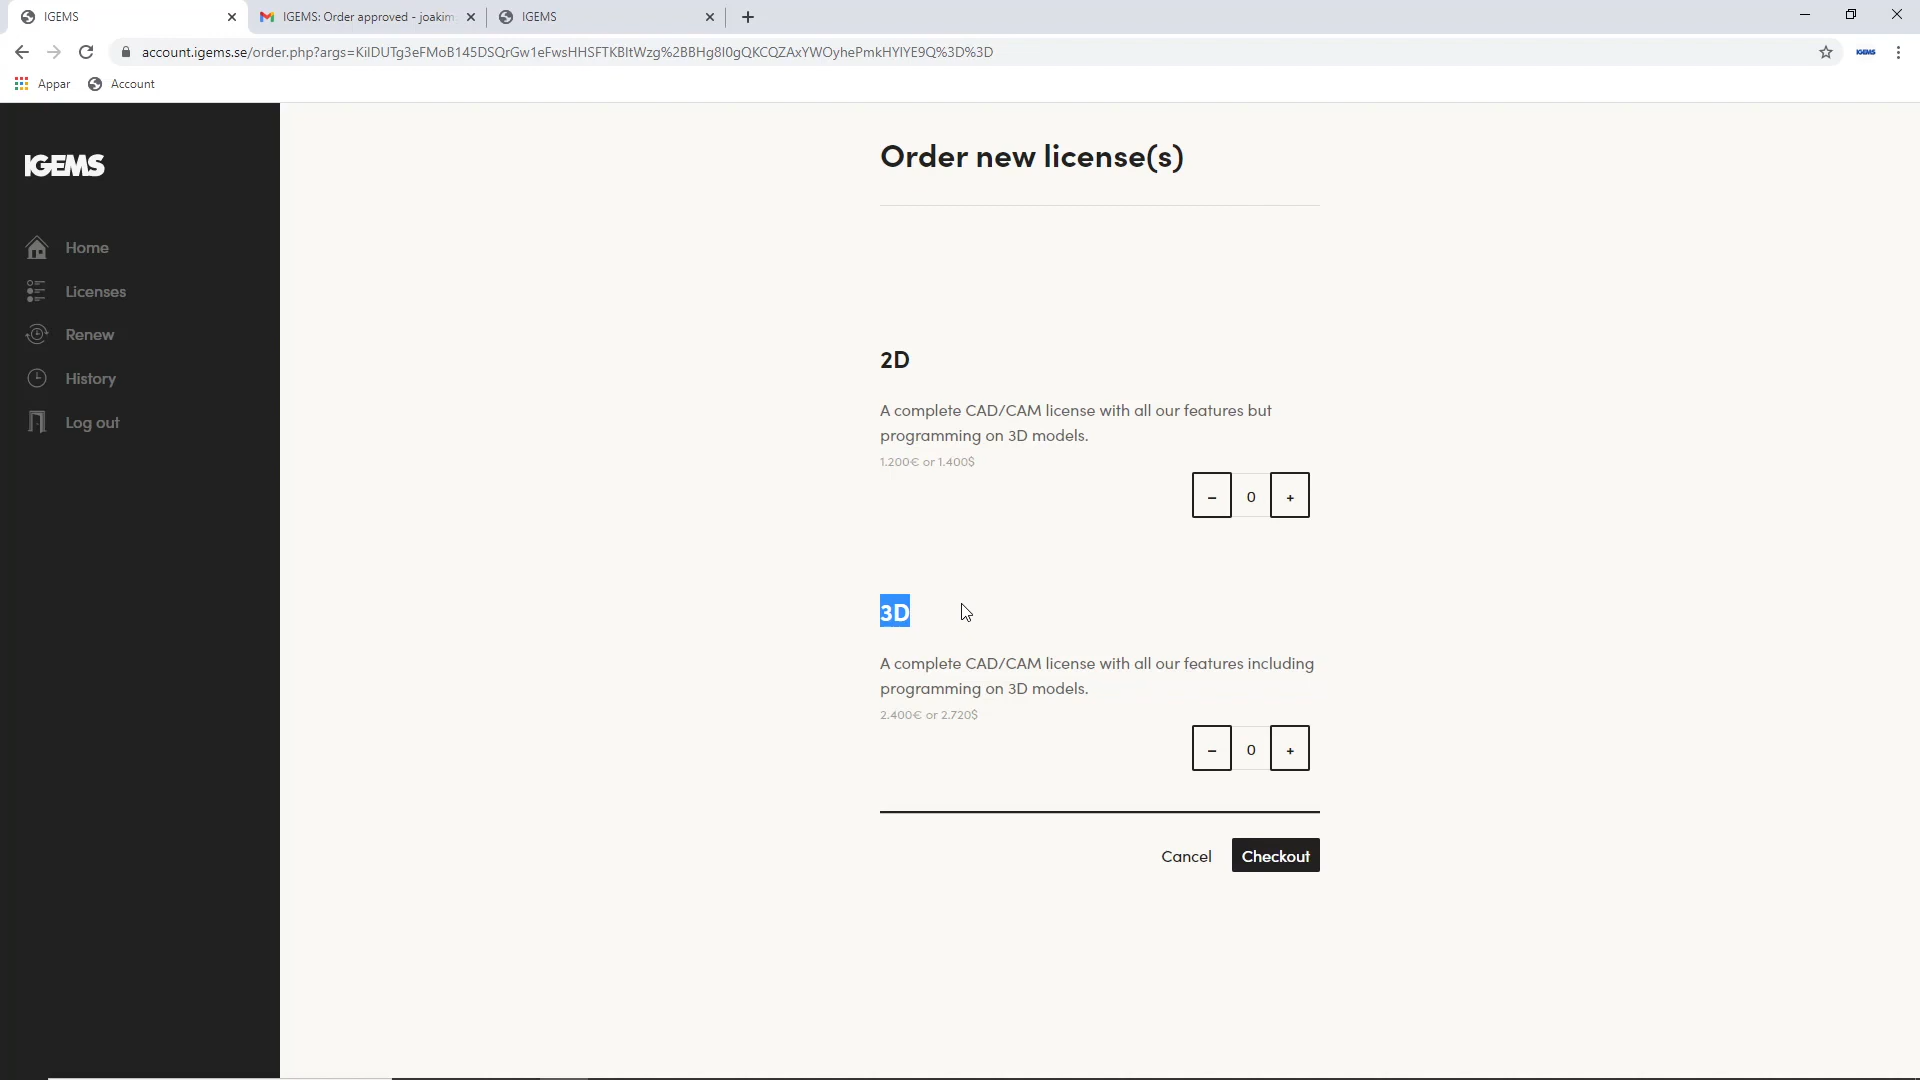 IGEMS
IGEMS: Order approved - joakim
IGEMS
account.igems.se/order.php?args=KiIDUTg3eFMoB145DSQrGw1eFwsHHSFTKBItWzg%2BBHg8I0gQKCQZAxYWOyhePmkHYIYE9Q%3D%3D
IGEMS
Appar
Account
IGEMS
Home
Licenses
Renew
History
Log out
Order new license(s)
2D
A complete CAD/CAM license with all our features but
programming on 3D models.
1.200€ or 1.400$
– 0 +
3D
A complete CAD/CAM license with all our features including
programming on 3D models.
2.400€ or 2.720$
– 0 +
Cancel
Checkout